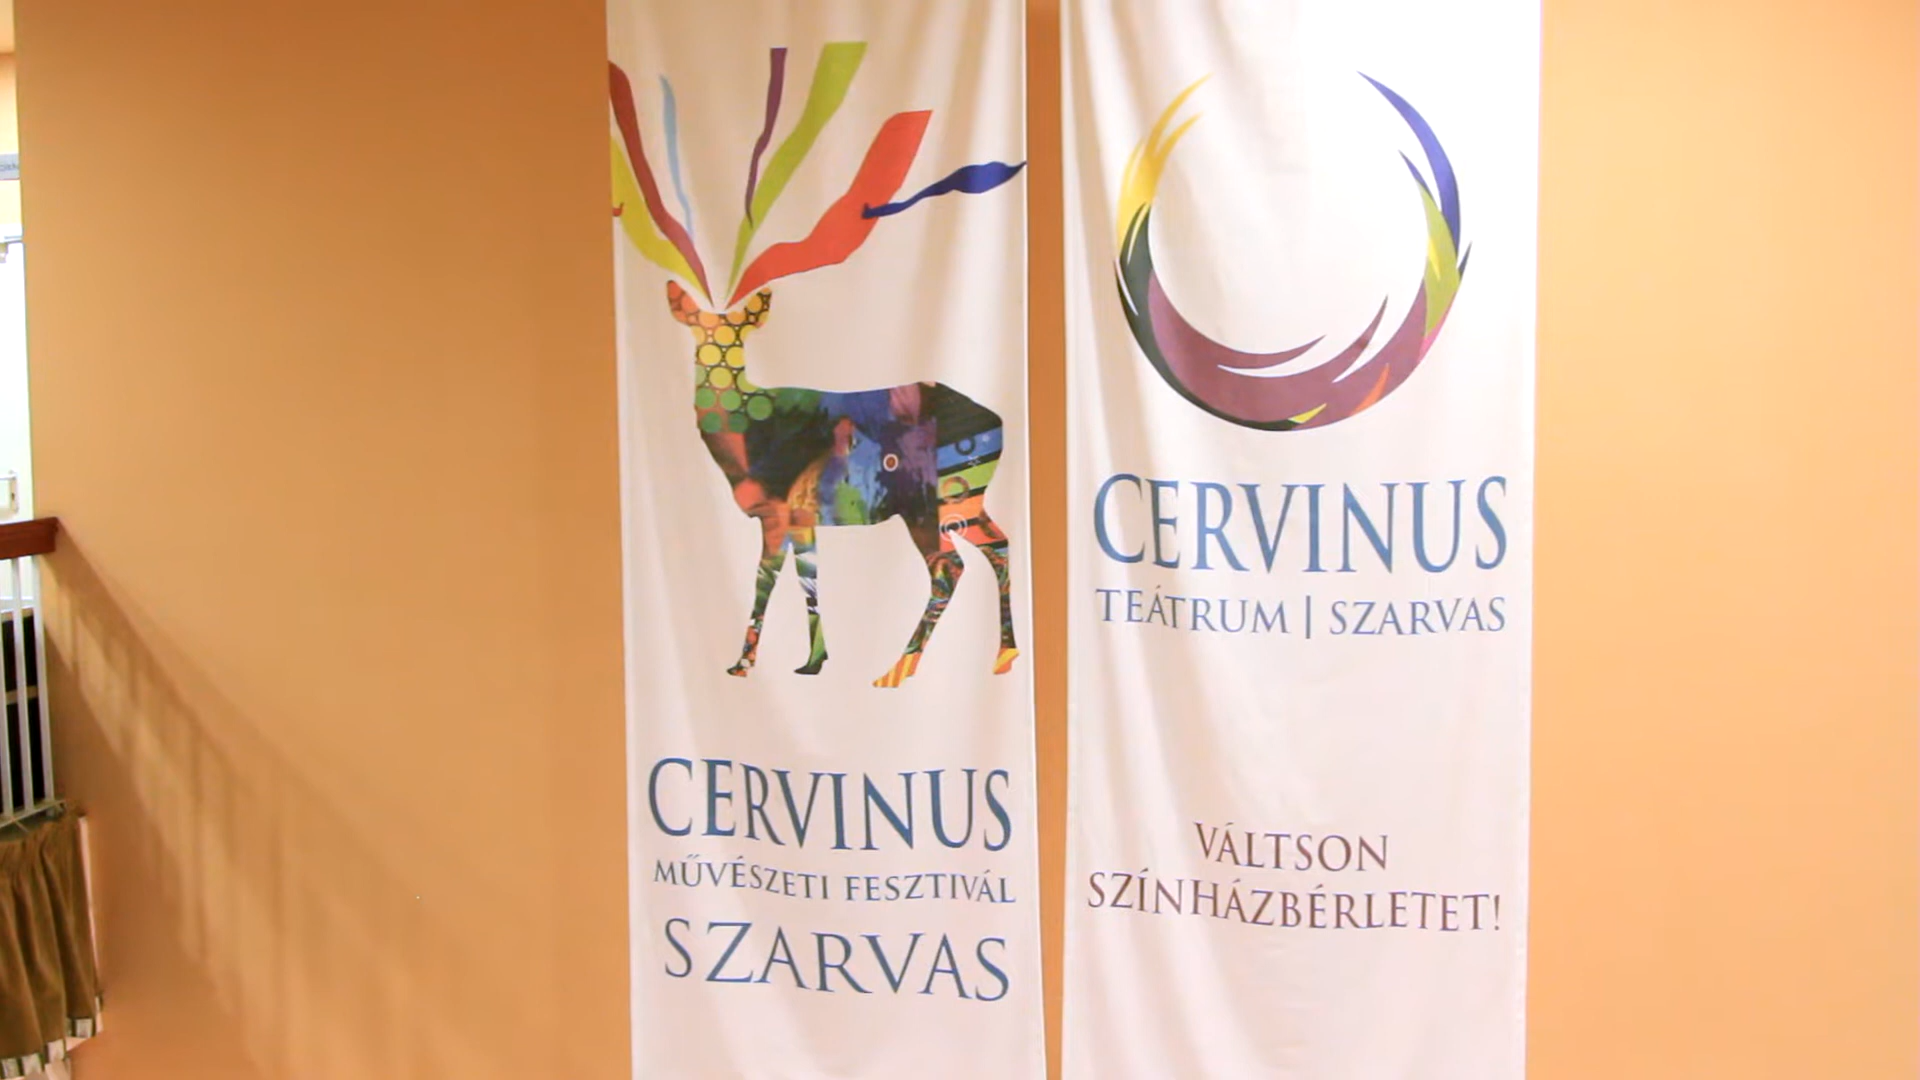 CERVINUS
MŰVÉSZETI FESZTIVÁL
SZARVAS
CERVINUS
TEÁTRUM | SZARVAS
VÁLTSON
SZÍNHÁZBÉRLETET!